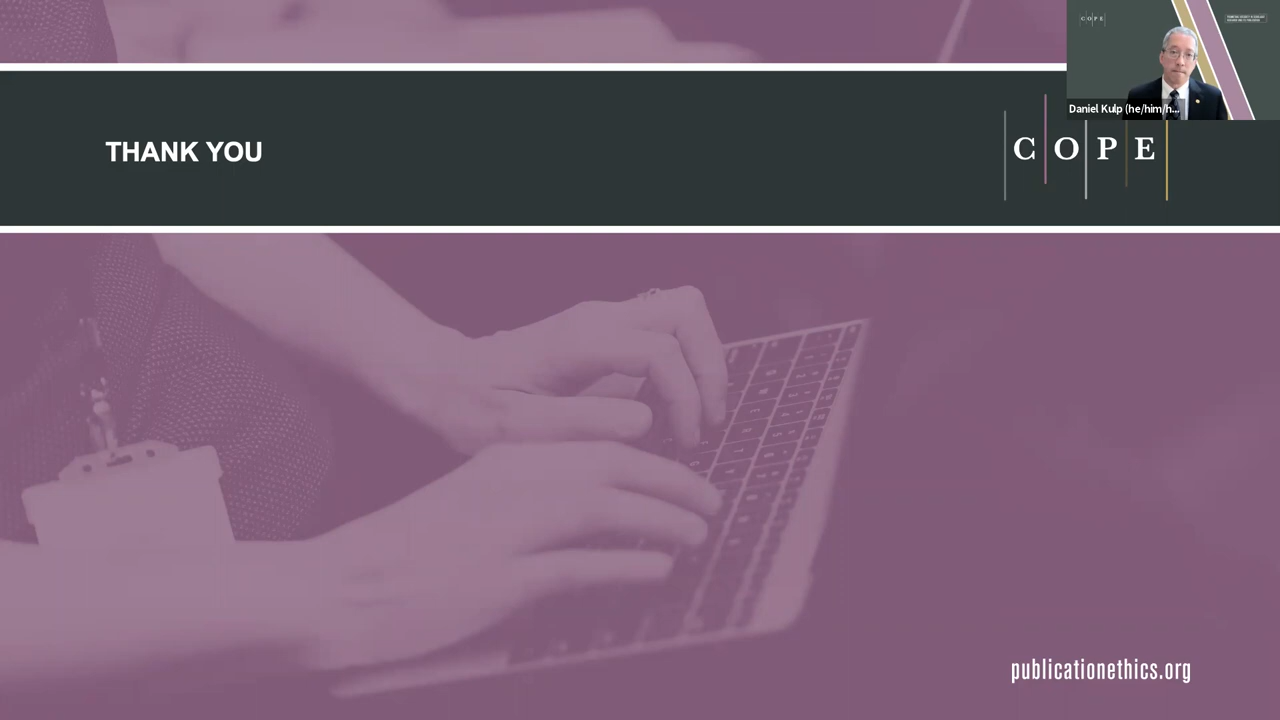 C O P E
Daniel Kulp (he/him/h...
THANK YOU
C O P E
publicationethics.org